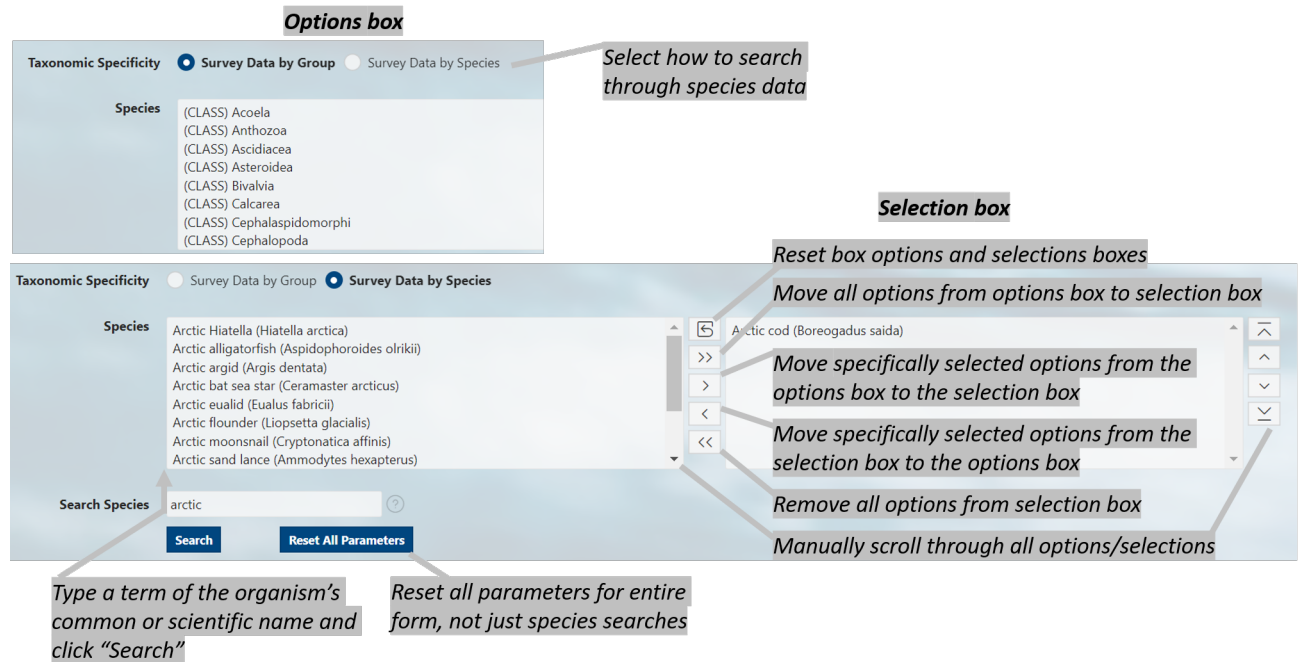 Options box
Taxonomic Specificity Survey Data by Group Survey Data by Species
Select how to search
through species data
Species
(CLASS) Acoela
(CLASS) Anthozoa
(CLASS) Ascidiacea
(CLASS) Asteroidea
(CLASS) Bivalvia
(CLASS) Calcarea
(CLASS) Cephalaspidomorphi
(CLASS) Cephalopoda
Selection box
Reset box options and selections boxes
Taxonomic Specificity Survey Data by Group Survey Data by Species
Move all options from options box to selection box
Species
Arctic Hiatella (Hiatella arctica)
Arctic alligatorfish (Aspidophoroides olrikii)
Arctic argid (Argis dentata)
Arctic bat sea star (Ceramaster arcticus)
Arctic eualid (Eualus fabricii)
Arctic flounder (Liopsetta glacialis)
Arctic moonsnail (Cryptonatica affinis)
Arctic sand lance (Ammodytes hexapterus)
>>
>
<
<<
Arctic cod (Boreogadus saida)
Move specifically selected options from the
options box to the selection box
Move specifically selected options from the
selection box to the options box
Remove all options from selection box
Manually scroll through all options/selections
Search Species arctic ?
Search Reset All Parameters
Type a term of the organism's
common or scientific name and
click “Search”
Reset all parameters for entire
form, not just species searches